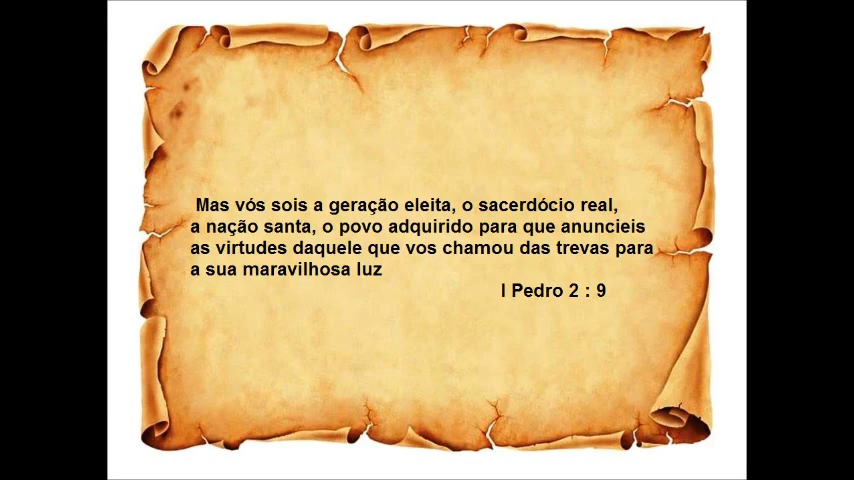 Mas vós sois a geração eleita, o sacerdócio real,
a nação santa, o povo adquirido para que anuncieis
as virtudes daquele que vos chamou das trevas para
a sua maravilhosa luz
I Pedro 2 : 9